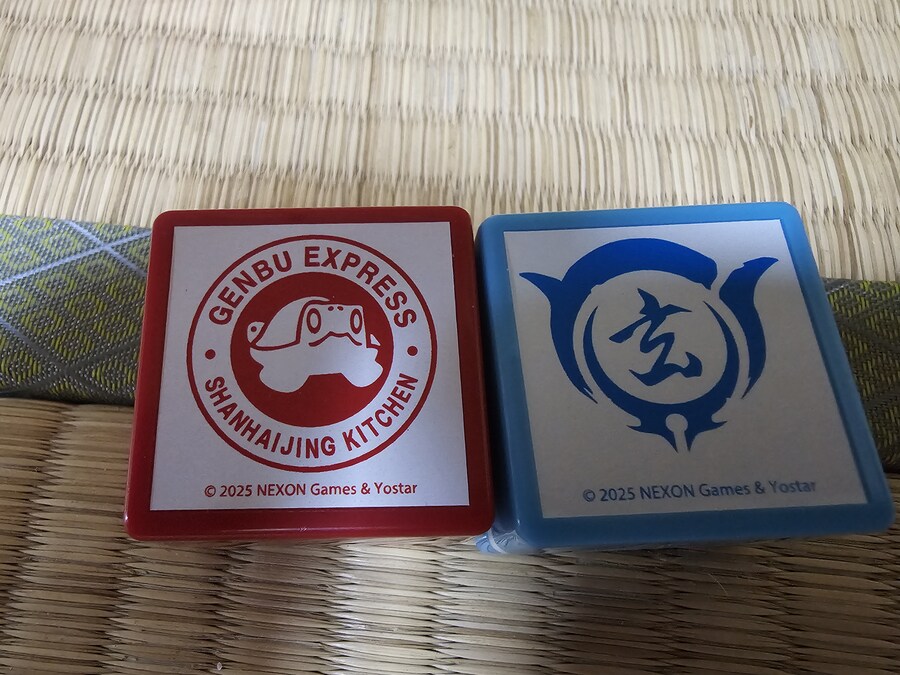 GENBU EXPRESS
SHANHAIJING KITCHEN
© 2025 NEXON Games & Yostar
玄
© 2025 NEXON Games & Yostar